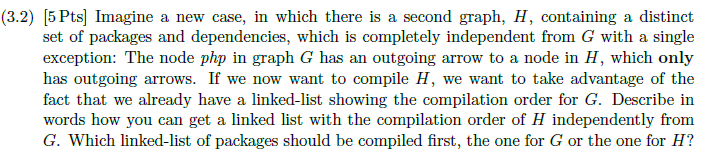 (3.2) [5 Pts] Imagine a new case, in which there is a second graph, H, containing a distinct
set of packages and dependencies, which is completely independent from G with a single
exception: The node php in graph G has an outgoing arrow to a node in H, which only
has outgoing arrows. If we now want to compile H, we want to take advantage of the
fact that we already have a linked-list showing the compilation order for G. Describe in
words how you can get a linked list with the compilation order of H independently from
G. Which linked-list of packages should be compiled first, the one for G or the one for H?